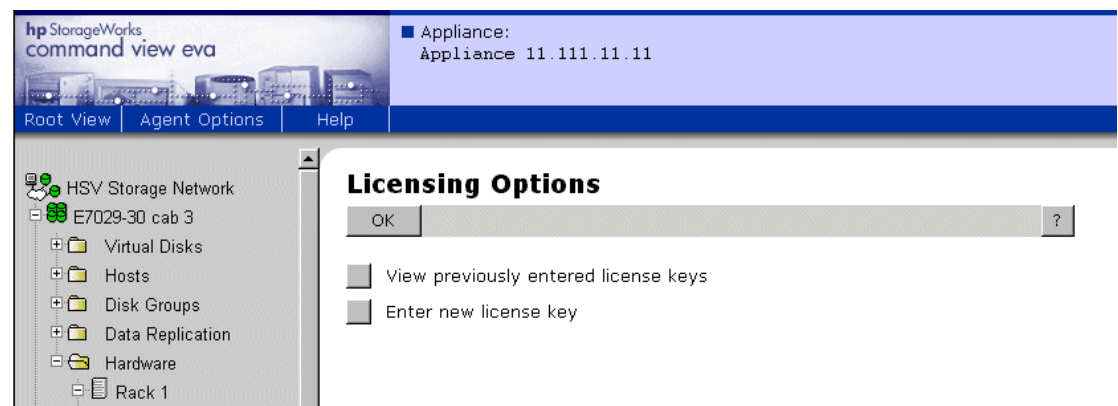 hp StorageWorks
command view eva
Appliance:
Appliance 11.111.11.11
Root View Agent Options Help
HSV Storage Network
E7029-30 cab 3
Virtual Disks
Hosts
Disk Groups
Data Replication
Hardware
Rack 1
Licensing Options
OK ?
View previously entered license keys
Enter new license key